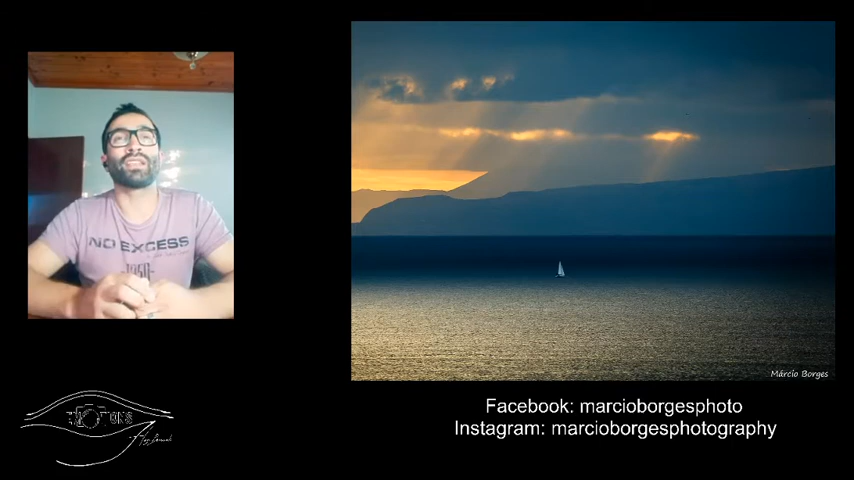 NO EXCESS
Márcio Borges
Facebook: marcioborgesphoto
Instagram: marcioborgesphotography